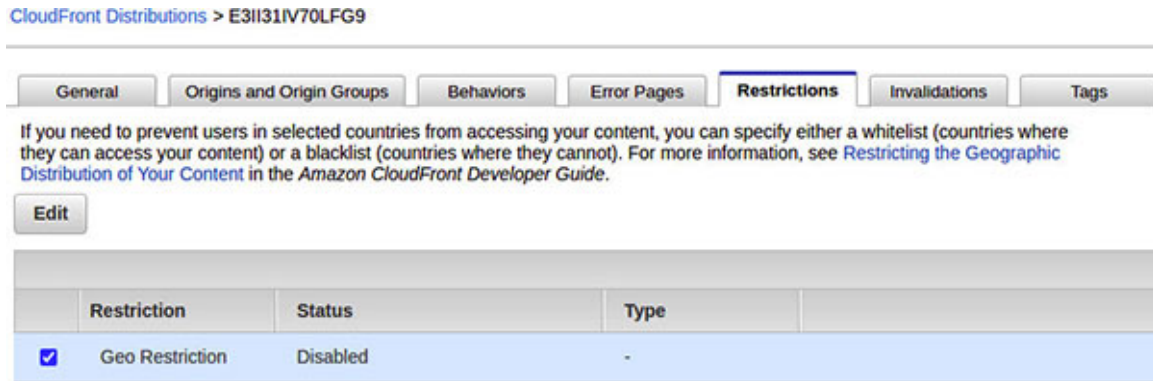 CloudFront Distributions > E3II31IV70LFG9
General Origins and Origin Groups Behaviors Error Pages Restrictions Invalidations Tags
If you need to prevent users in selected countries from accessing your content, you can specify either a whitelist (countries where
they can access your content) or a blacklist (countries where they cannot). For more information, see Restricting the Geographic
Distribution of Your Content in the Amazon CloudFront Developer Guide.
Edit
Restriction Status Type
Geo Restriction Disabled -